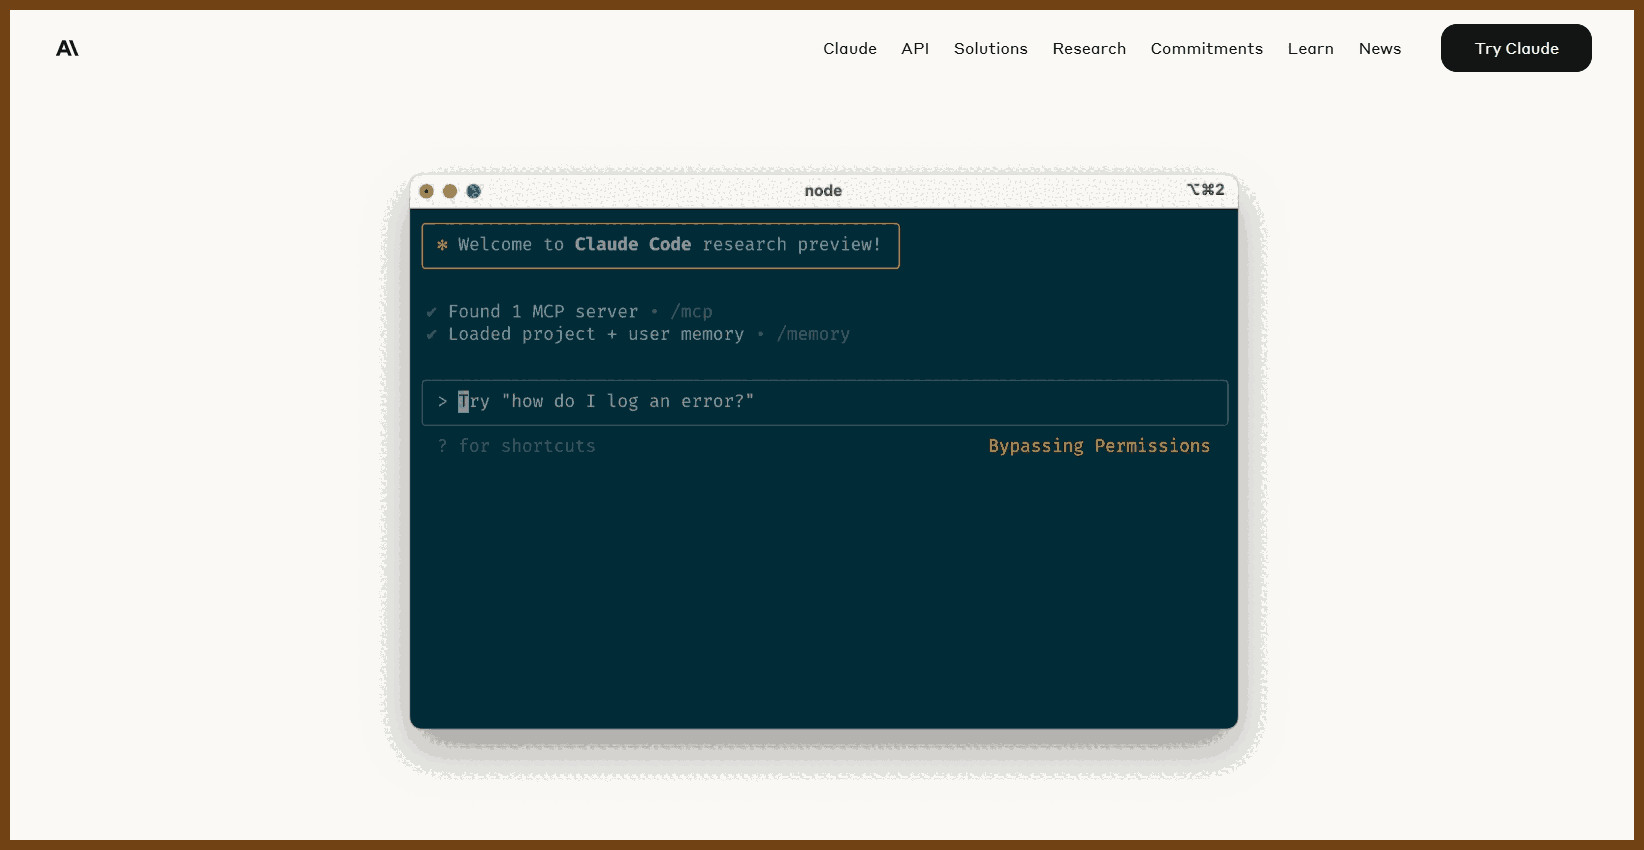 A\
Claude API Solutions Research Commitments Learn News Try Claude
node ⌥⌘2
✻ Welcome to Claude Code research preview!
✔ Found 1 MCP server • /mcp
✔ Loaded project + user memory • /memory
> Try "how do I log an error?"
? for shortcuts Bypassing Permissions